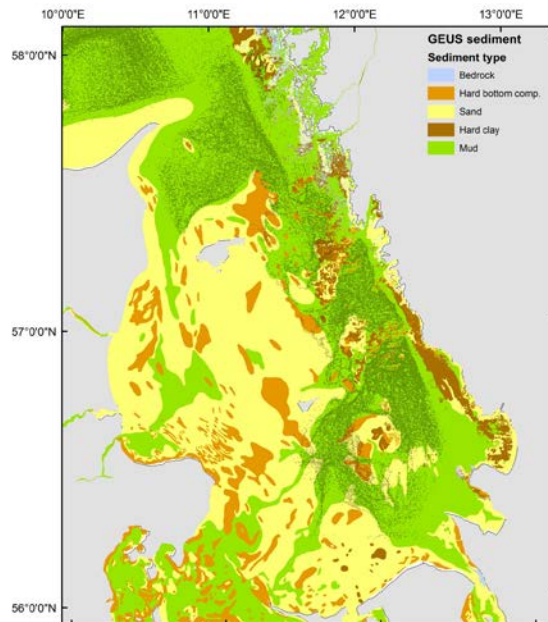 10°0'0"E 11°0'0"E 12°0'0"E 13°0'0"E
58°0'0"N
57°0'0"N
56°0'0"N
GEUS sediment
Sediment type
Bedrock
Hard bottom comp.
Sand
Hard clay
Mud